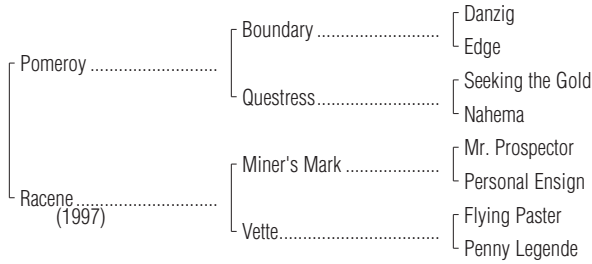 Danzig
Boundary ....................
Edge
Pomeroy .....................
Seeking the Gold
Questress....................
Nahema
Mr. Prospector
Miner's Mark ................
Personal Ensign
Racene.......................
(1997)
Flying Paster
Vette........................
Penny Legende